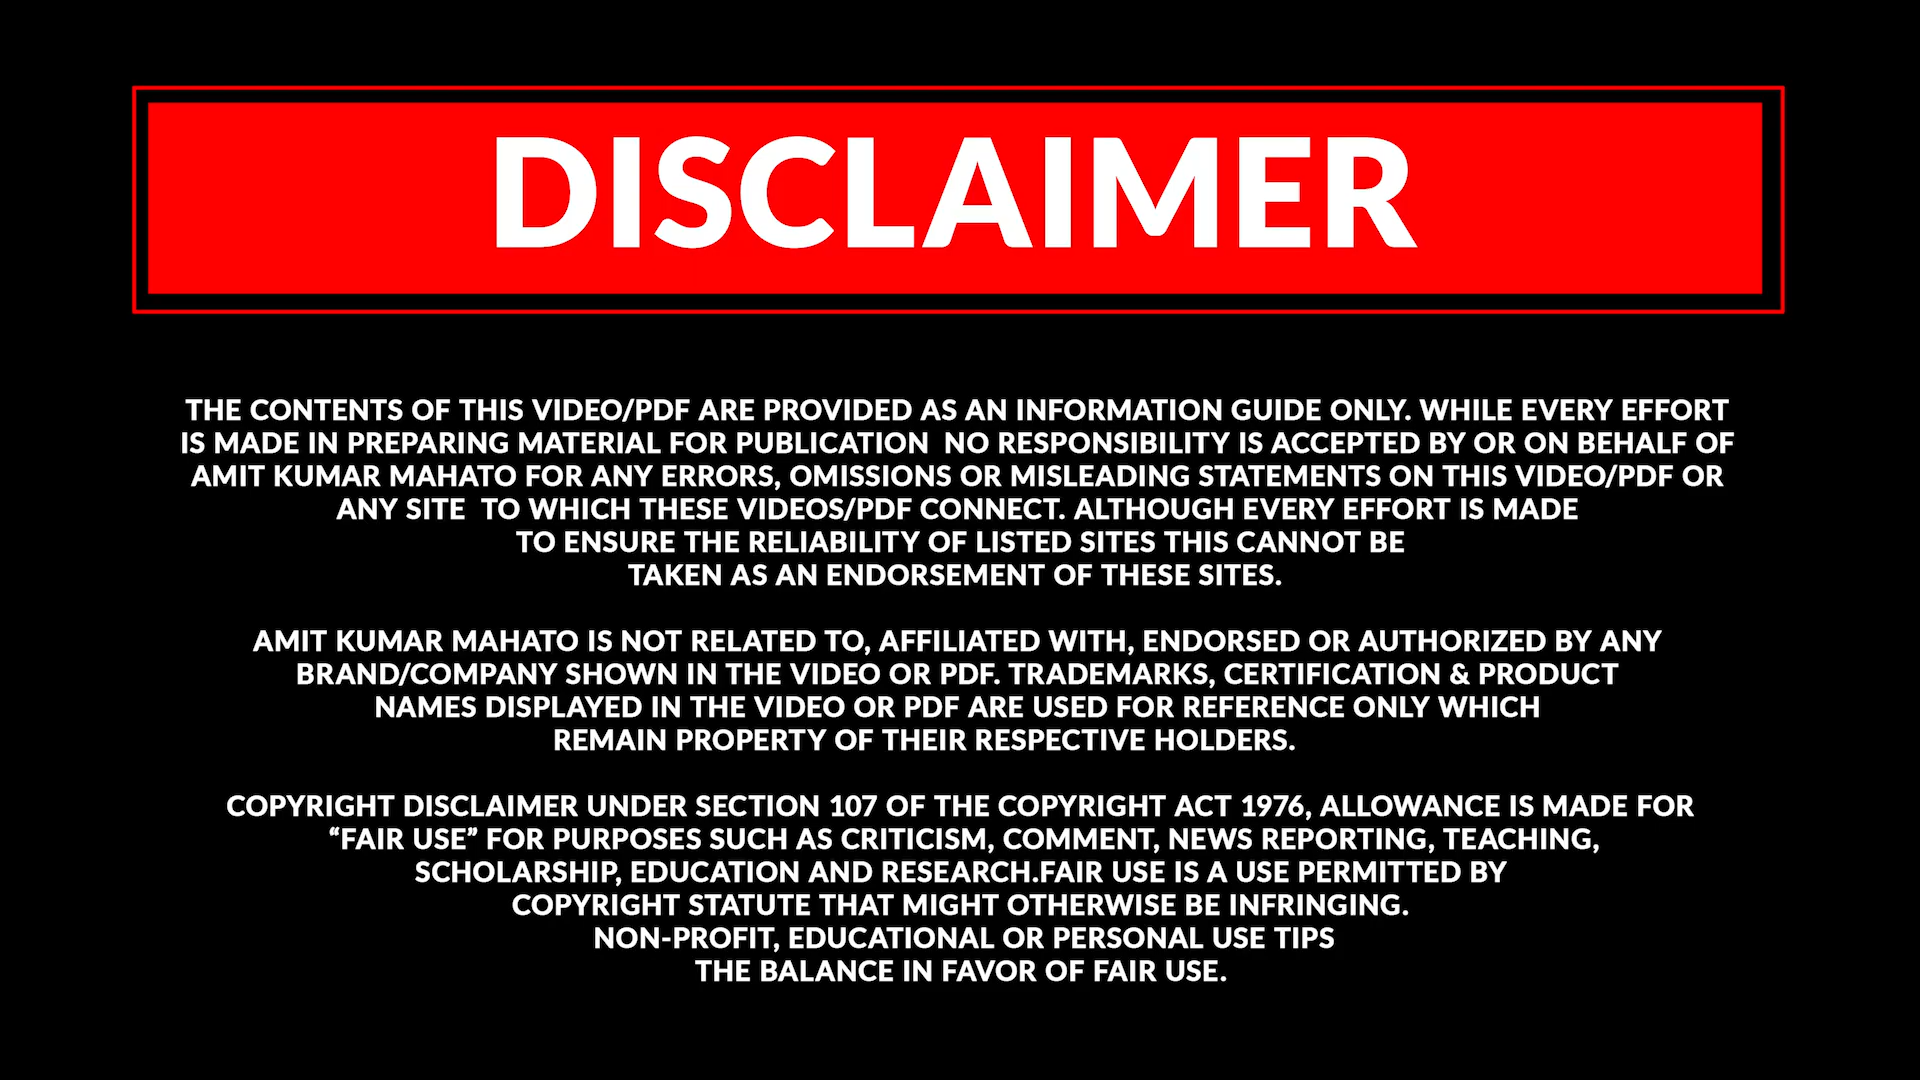 DISCLAIMER
THE CONTENTS OF THIS VIDEO/PDF ARE PROVIDED AS AN INFORMATION GUIDE ONLY. WHILE EVERY EFFORT
IS MADE IN PREPARING MATERIAL FOR PUBLICATION  NO RESPONSIBILITY IS ACCEPTED BY OR ON BEHALF OF
AMIT KUMAR MAHATO FOR ANY ERRORS, OMISSIONS OR MISLEADING STATEMENTS ON THIS VIDEO/PDF OR
ANY SITE  TO WHICH THESE VIDEOS/PDF CONNECT. ALTHOUGH EVERY EFFORT IS MADE
TO ENSURE THE RELIABILITY OF LISTED SITES THIS CANNOT BE
TAKEN AS AN ENDORSEMENT OF THESE SITES.
AMIT KUMAR MAHATO IS NOT RELATED TO, AFFILIATED WITH, ENDORSED OR AUTHORIZED BY ANY
BRAND/COMPANY SHOWN IN THE VIDEO OR PDF. TRADEMARKS, CERTIFICATION & PRODUCT
NAMES DISPLAYED IN THE VIDEO OR PDF ARE USED FOR REFERENCE ONLY WHICH
REMAIN PROPERTY OF THEIR RESPECTIVE HOLDERS.
COPYRIGHT DISCLAIMER UNDER SECTION 107 OF THE COPYRIGHT ACT 1976, ALLOWANCE IS MADE FOR
“FAIR USE” FOR PURPOSES SUCH AS CRITICISM, COMMENT, NEWS REPORTING, TEACHING,
SCHOLARSHIP, EDUCATION AND RESEARCH.FAIR USE IS A USE PERMITTED BY
COPYRIGHT STATUTE THAT MIGHT OTHERWISE BE INFRINGING.
NON-PROFIT, EDUCATIONAL OR PERSONAL USE TIPS
THE BALANCE IN FAVOR OF FAIR USE.